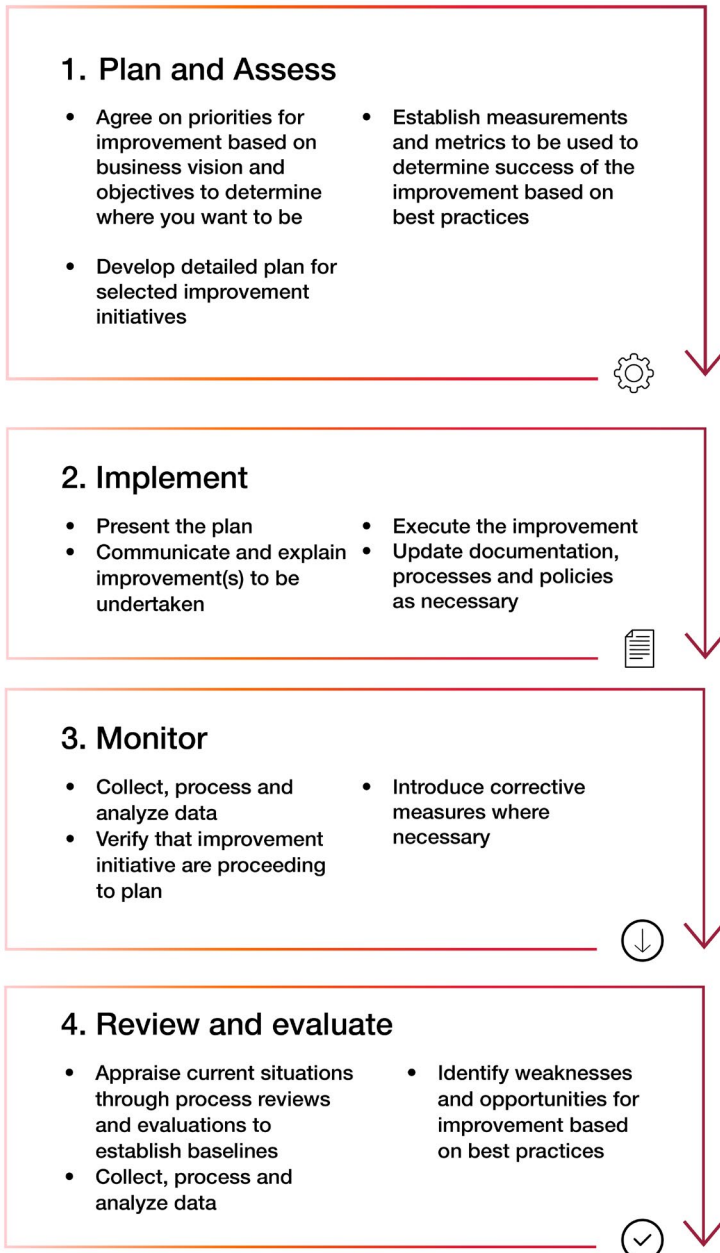 1. Plan and Assess
• Agree on priorities for
improvement based on
business vision and
objectives to determine
where you want to be
• Develop detailed plan for
selected improvement
initiatives
• Establish measurements
and metrics to be used to
determine success of the
improvement based on
best practices
2. Implement
• Present the plan
• Communicate and explain
improvement(s) to be
undertaken
• Execute the improvement
• Update documentation,
processes and policies
as necessary
3. Monitor
• Collect, process and
analyze data
• Verify that improvement
initiative are proceeding
to plan
• Introduce corrective
measures where
necessary
4. Review and evaluate
• Appraise current situations
through process reviews
and evaluations to
establish baselines
• Collect, process and
analyze data
• Identify weaknesses
and opportunities for
improvement based
on best practices